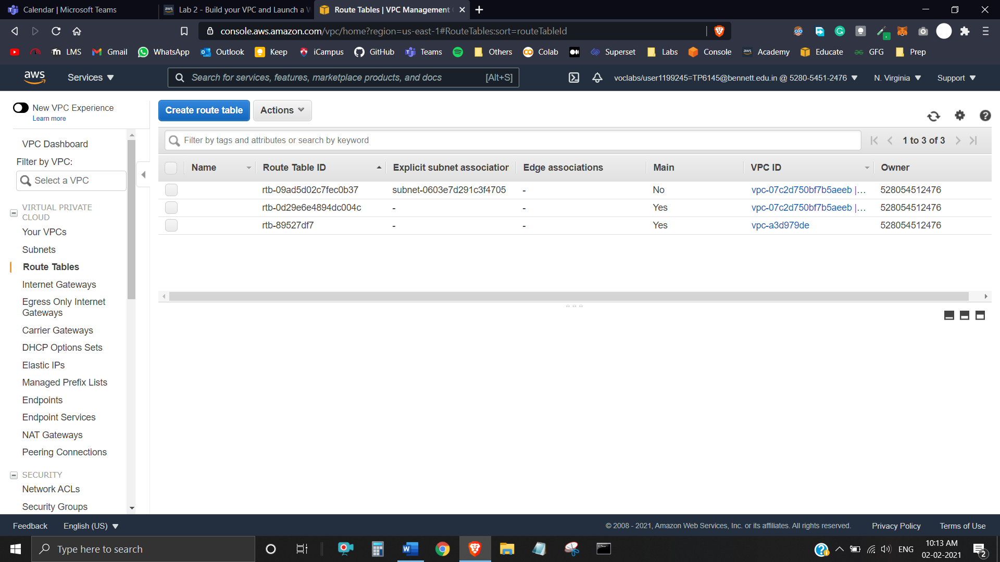 Calendar | Microsoft Teams
Lab 2 - Build your VPC and Launch a W
Route Tables | VPC Management
console.aws.amazon.com/vpc/home?region=us-east-1#RouteTables:sort=routeTableId
LMS Gmail WhatsApp Outlook Keep iCampus GitHub Teams Others Colab Superset Labs Console Academy Educate GFG Prep
aws Services Search for services, features, marketplace products, and docs [Alt+S] voclabs/user1199245=TP6145@bennett.edu.in @ 5280-5451-2476 N. Virginia Support
New VPC Experience
Learn more
VPC Dashboard
Filter by VPC:
Select a VPC
VIRTUAL PRIVATE
CLOUD
Your VPCs
Subnets
Route Tables
Internet Gateways
Egress Only Internet
Gateways
Carrier Gateways
DHCP Options Sets
Elastic IPs
Managed Prefix Lists
Endpoints
Endpoint Services
NAT Gateways
Peering Connections
SECURITY
Network ACLs
Security Groups
Create route table Actions
Filter by tags and attributes or search by keyword 1 to 3 of 3
Name Route Table ID Explicit subnet association Edge associations Main VPC ID Owner
rtb-09ad5d02c7fec0b37 subnet-0603e7d291c3f4705 - No vpc-07c2d750bf7b5aeeb |... 528054512476
rtb-0d29e6e4894dc004c - - Yes vpc-07c2d750bf7b5aeeb |... 528054512476
rtb-89527df7 - - Yes vpc-a3d979de 528054512476
Feedback English (US) © 2008 - 2021, Amazon Web Services, Inc. or its affiliates. All rights reserved. Privacy Policy Terms of Use
Type here to search
ENG
10:13 AM
02-02-2021
2